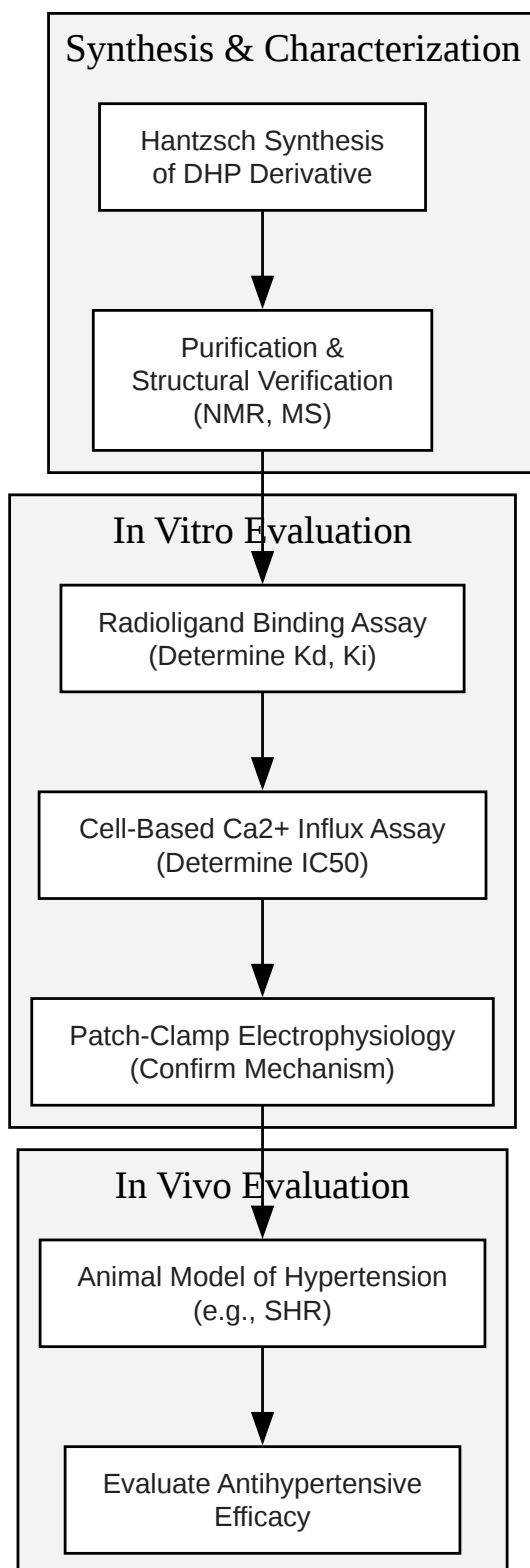 Synthesis & Characterization
Hantzsch Synthesis
of DHP Derivative
Purification &
Structural Verification
(NMR, MS)
In Vitro Evaluation
Radioligand Binding Assay
(Determine Kd, Ki)
Cell-Based Ca2+ Influx Assay
(Determine IC50)
Patch-Clamp Electrophysiology
(Confirm Mechanism)
In Vivo Evaluation
Animal Model of Hypertension
(e.g., SHR)
Evaluate Antihypertensive
Efficacy